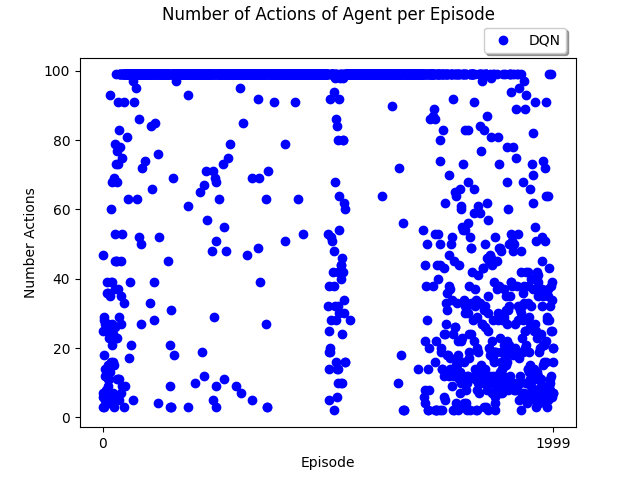 Number of Actions of Agent per Episode
DQN
100
80
60
40
20
0
Number Actions
0
1999
Episode